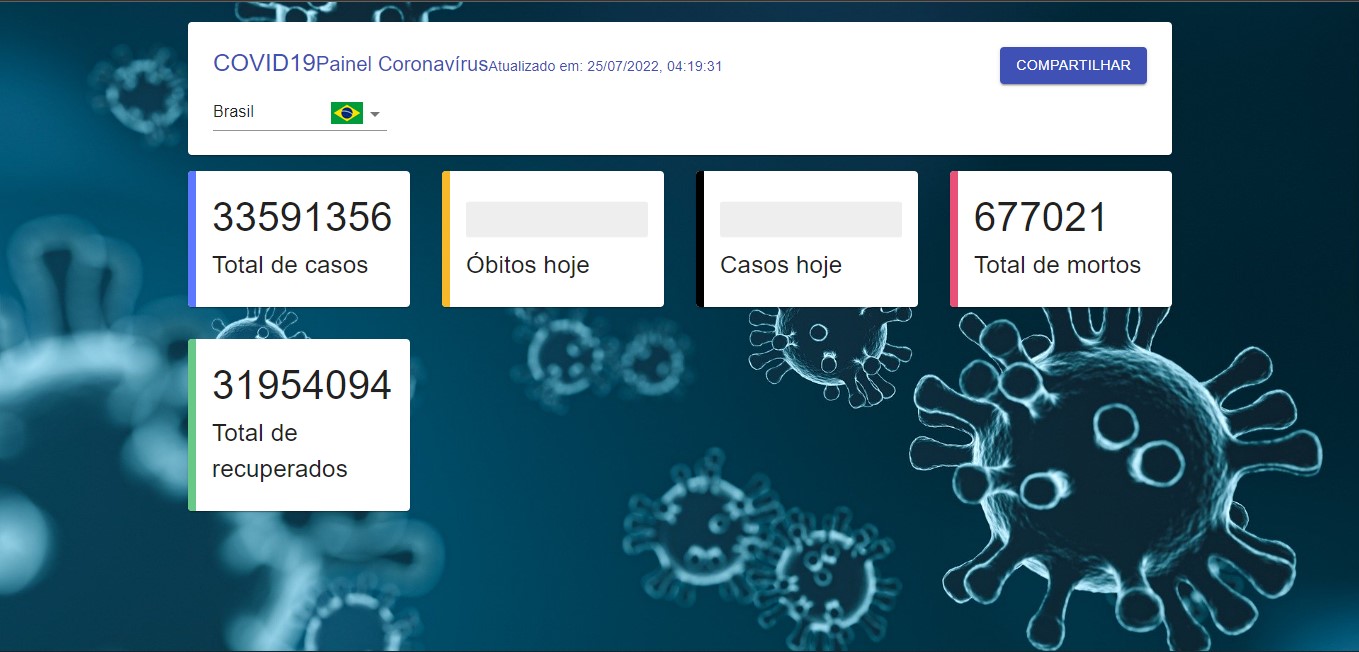 COVID19Painel CoronavírusAtualizado em: 25/07/2022, 04:19:31
COMPARTILHAR
Brasil
33591356
Total de casos
Óbitos hoje
Casos hoje
677021
Total de mortos
31954094
Total de
recuperados